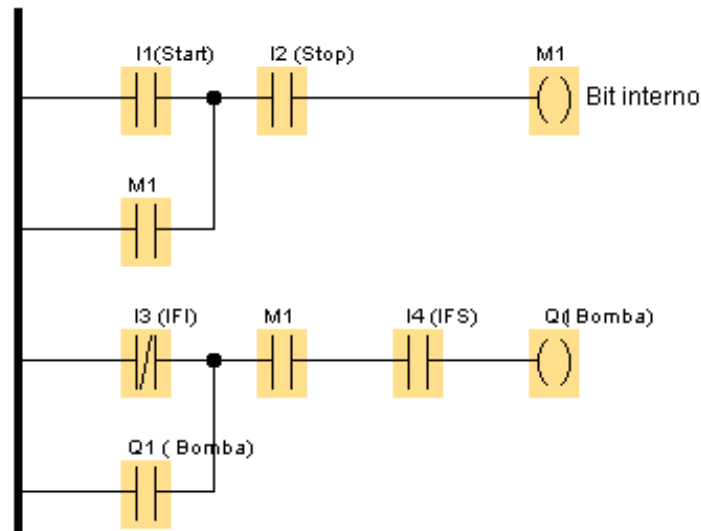 I1(Start)
I2 (Stop)
M1
Bit interno
M1
I3 (IFI)
M1
I4 (IFS)
Q( Bomba)
Q1 ( Bomba)